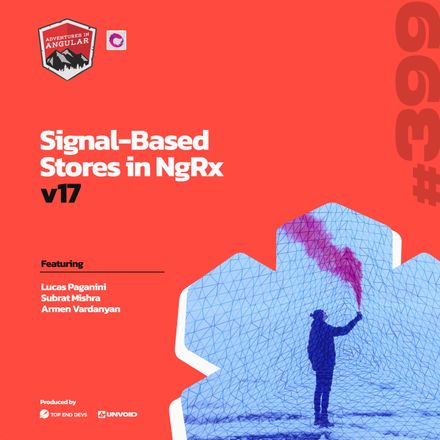 ADVENTURES IN
ANGULAR
#399
Signal-Based
Stores in NgRx
v17
Featuring
Lucas Paganini
Subrat Mishra
Armen Vardanyan
Produced by
TOP END DEVS
UNVOID